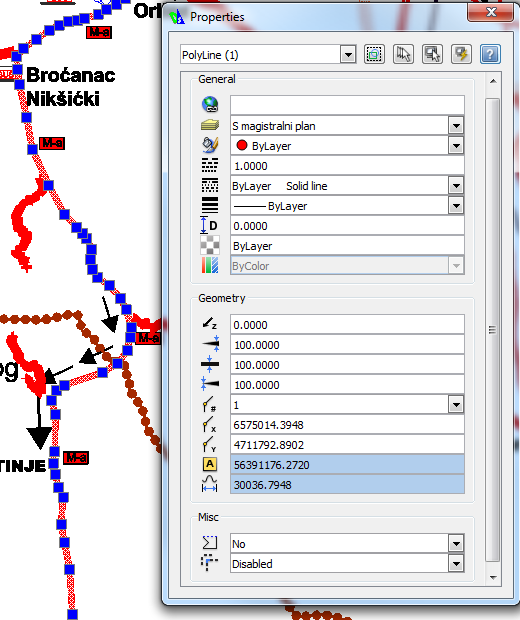 Orl
M-a
Broćanac
Nikšićki
M-a
M-a
og
TINJE
M-a
Properties
PolyLine (1)
General
S magistralni plan
ByLayer
1.0000
ByLayer Solid line
ByLayer
D 0.0000
ByLayer
ByColor
Geometry
z 0.0000
100.0000
100.0000
100.0000
# 1
X 6575014.3948
Y 4711792.8902
A 56391176.2720
30036.7948
Misc
No
Disabled